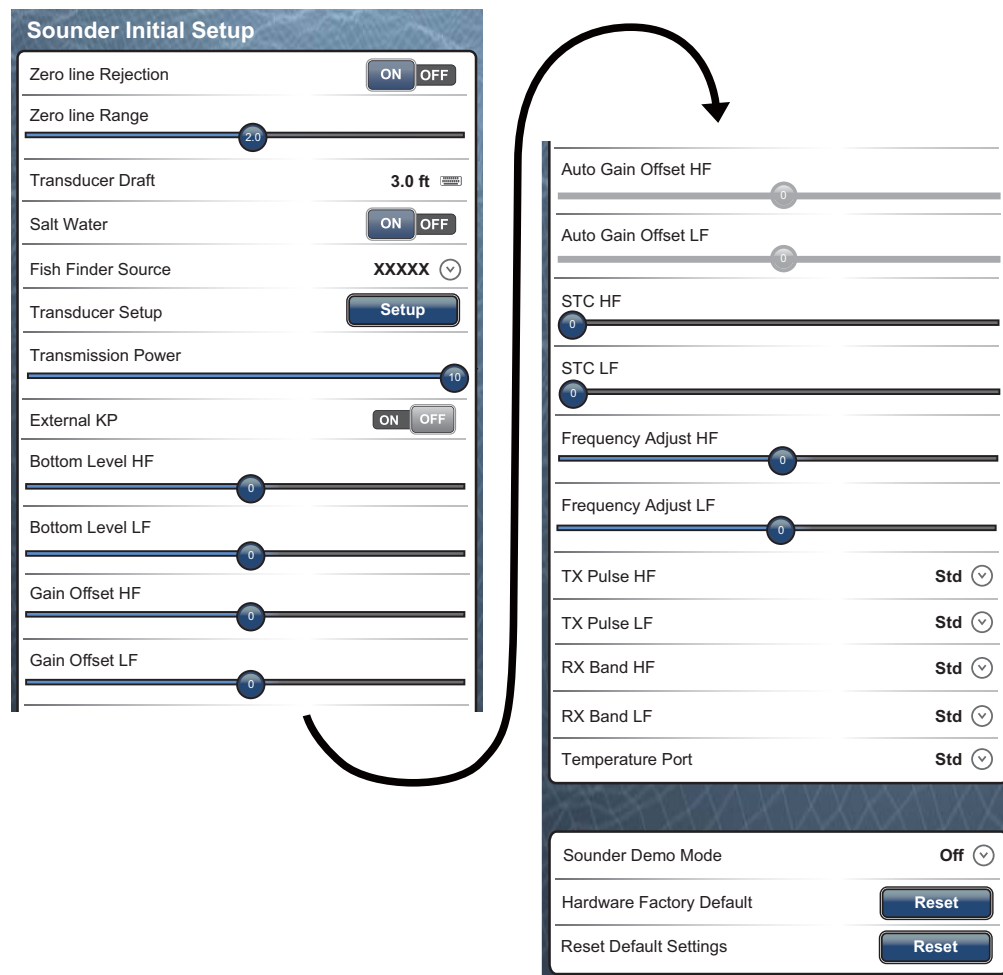 Sounder Initial Setup
Zero line Rejection ON OFF
Zero line Range
2.0
Transducer Draft 3.0 ft
Salt Water ON OFF
Fish Finder Source XXXXX
Transducer Setup Setup
Transmission Power
10
External KP ON OFF
Bottom Level HF
0
Bottom Level LF
0
Gain Offset HF
0
Gain Offset LF
0
Auto Gain Offset HF
0
Auto Gain Offset LF
0
STC HF
0
STC LF
0
Frequency Adjust HF
0
Frequency Adjust LF
0
TX Pulse HF Std
TX Pulse LF Std
RX Band HF Std
RX Band LF Std
Temperature Port Std
Sounder Demo Mode Off
Hardware Factory Default Reset
Reset Default Settings Reset